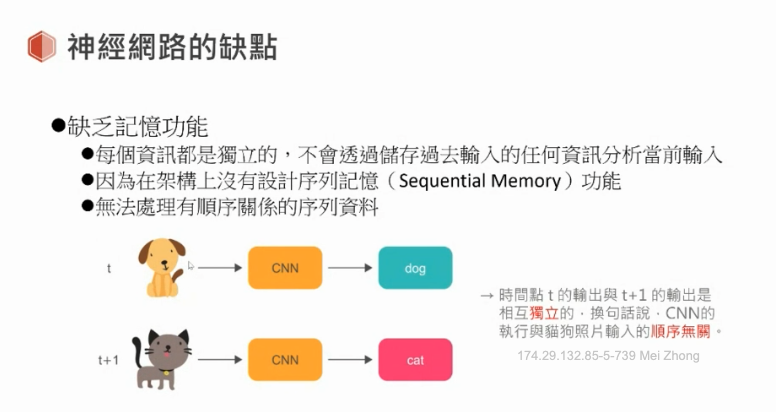 神經網路的缺點
●缺乏記憶功能
●每個資訊都是獨立的，不會透過儲存過去輸入的任何資訊分析當前輸入
●因為在架構上沒有設計序列記憶（Sequential Memory）功能
●無法處理有順序關係的序列資料
t CNN dog
→ 時間點 t 的輸出與 t+1 的輸出是
相互獨立的，換句話說，CNN的
執行與貓狗照片輸入的順序無關。
174.29.132.85-5-739 Mei Zhong
t+1 CNN cat